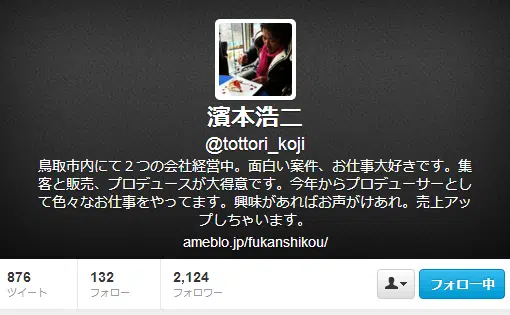 濱本浩二
@tottori_koji
鳥取市内にて２つの会社経営中。面白い案件、お仕事大好きです。集
客と販売、プロデュースが大得意です。今年からプロデューサーとし
て色々なお仕事をやってます。興味があればお声がけあれ。売上アッ
プしちゃいます。
ameblo.jp/fukanshikou/
876 132 2,124
ツイート フォロー フォロワー
フォロー中